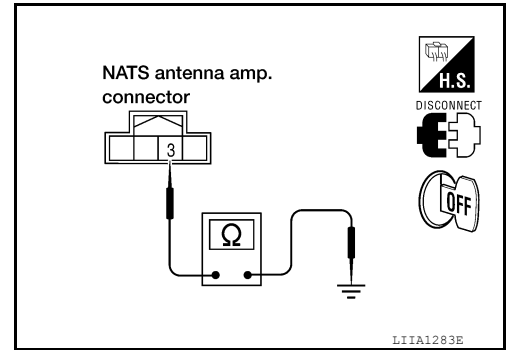 NATS antenna amp.
connector
3
Ω
H.S.
DISCONNECT
OFF
LIIA1283E